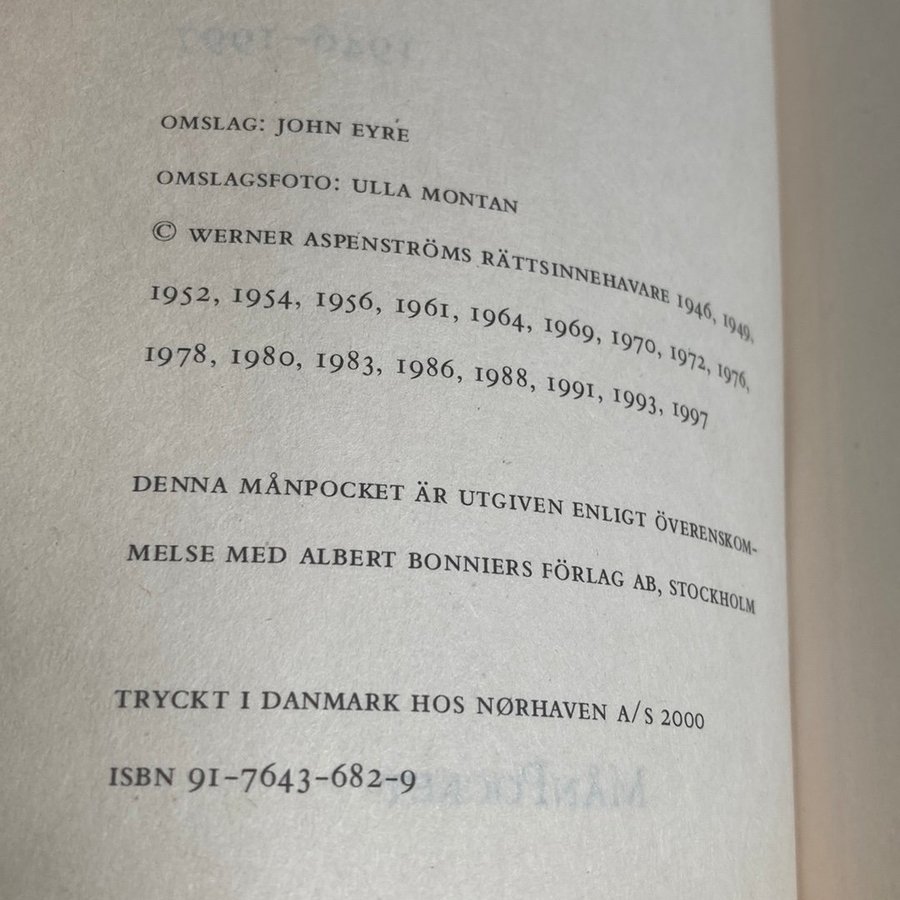 OMSLAG: JOHN EYRE
OMSLAGSFOTO: ULLA MONTAN
© WERNER ASPENSTRÖMS RÄTTSINNEHAVARE 1946, 1949,
1952, 1954, 1956, 1961, 1964, 1969, 1970, 1972, 1976,
1978, 1980, 1983, 1986, 1988, 1991, 1993, 1997
DENNA MÅNPOCKET ÄR UTGIVEN ENLIGT ÖVERENSKOM-
MELSE MED ALBERT BONNIERS FÖRLAG AB, STOCKHOLM
TRYCKT I DANMARK HOS NØRHAVEN A/S 2000
ISBN 91-7643-682-9